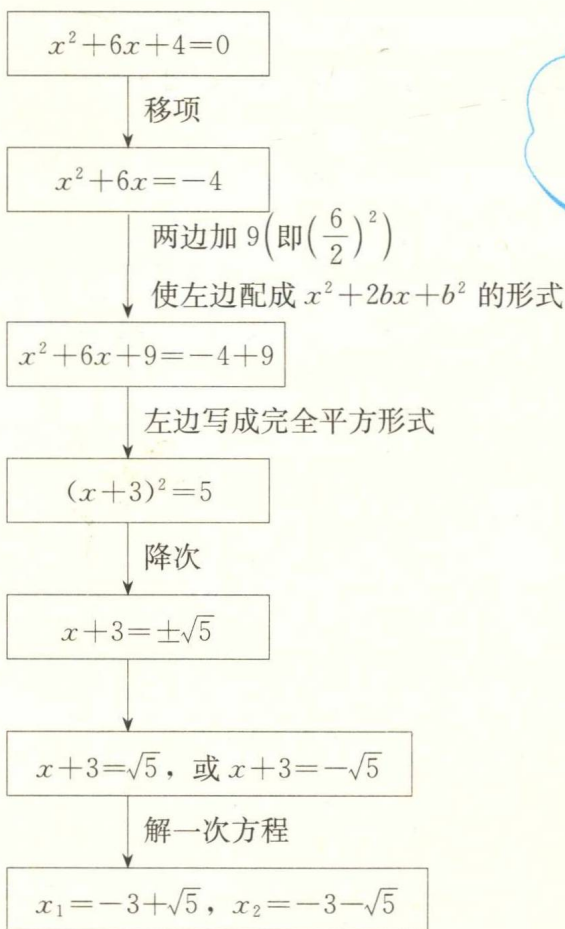 x²+6x+4=0
移项
x²+6x=-4
两边加 9(即(6/2)²)
使左边配成 x²+2bx+b² 的形式
x²+6x+9=-4+9
左边写成完全平方形式
(x+3)²=5
降次
x+3=±√5
x+3=√5，或 x+3=-√5
解一次方程
x₁=-3+√5，x₂=-3-√5